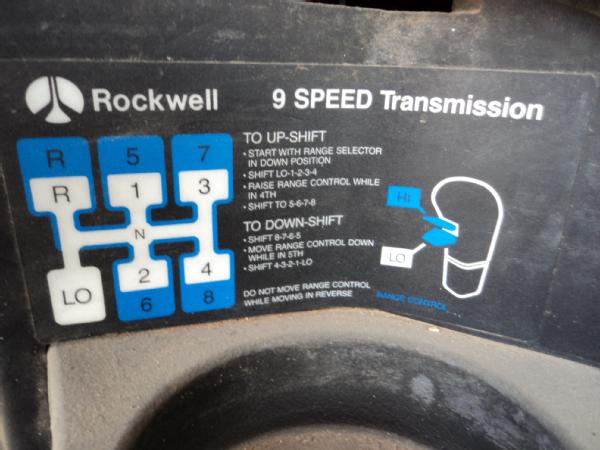 Rockwell 9 SPEED Transmission
R 5 7
R 1 3
N
LO 2 4
6 8
TO UP-SHIFT
• START WITH RANGE SELECTOR
IN DOWN POSITION
• SHIFT LO-1-2-3-4
• RAISE RANGE CONTROL WHILE
IN 4TH
• SHIFT TO 5-6-7-8
TO DOWN-SHIFT
• SHIFT 8-7-6-5
• MOVE RANGE CONTROL DOWN
WHILE IN 5TH
• SHIFT 4-3-2-1-LO
DO NOT MOVE RANGE CONTROL
WHILE MOVING IN REVERSE
HI
LO
RANGE CONTROL